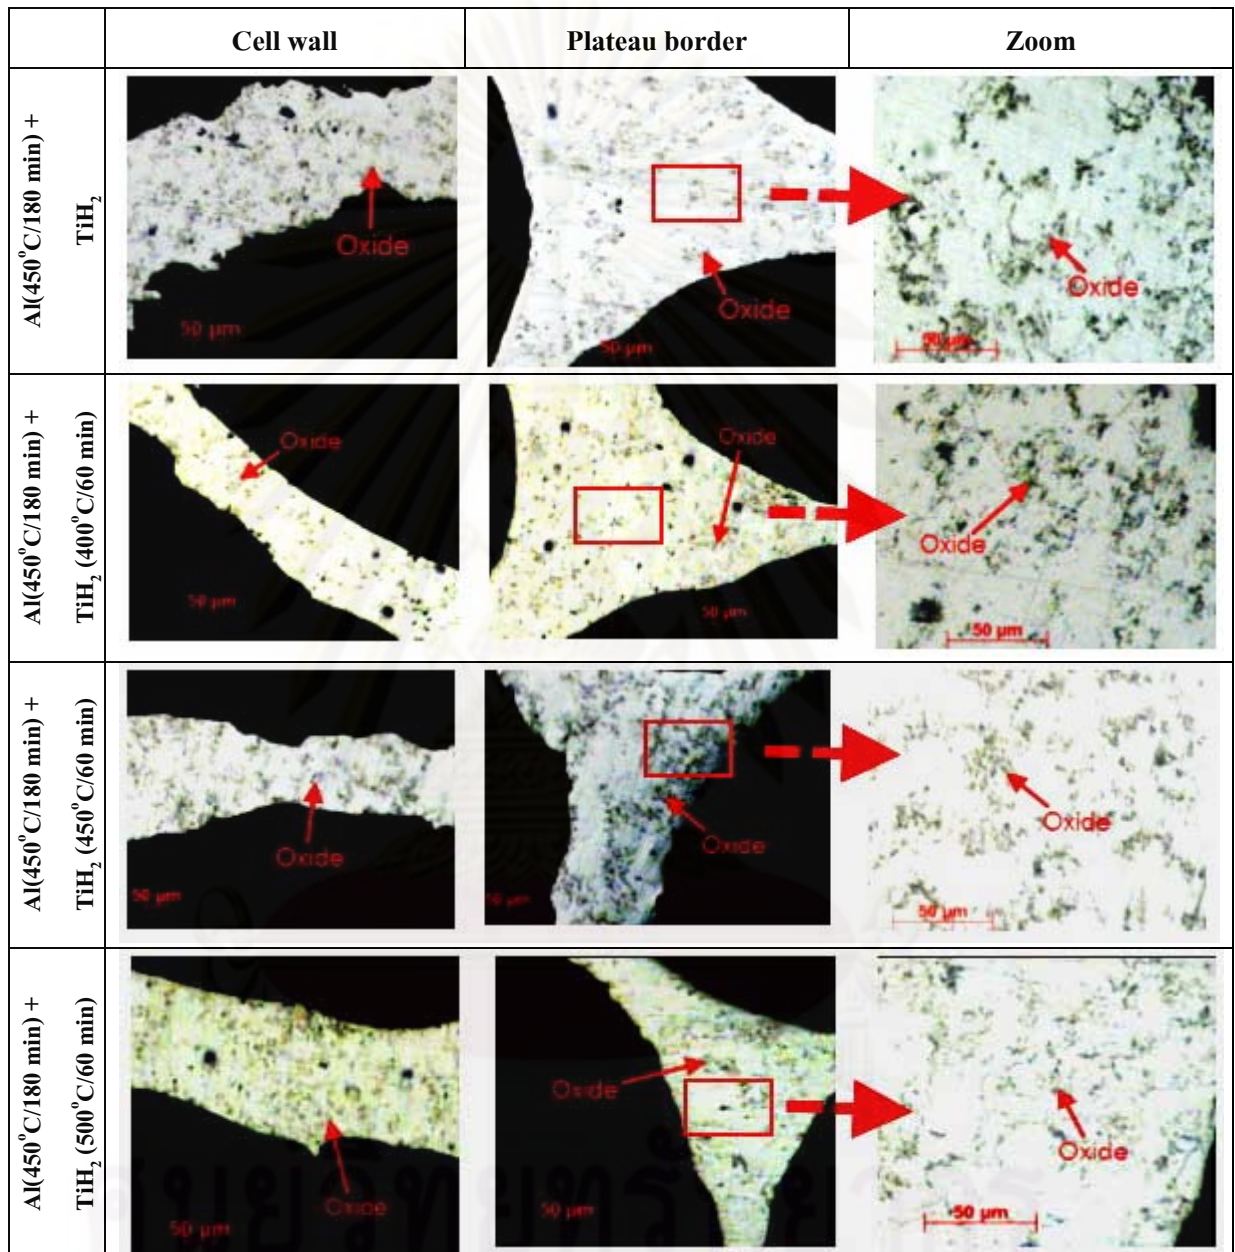 Cell wall Plateau border Zoom
Al(450°C/180 min) +
TiH₂
Oxide
50 µm
Oxide
50 µm
Oxide
50 µm
Al(450°C/180 min) +
TiH₂ (400°C/60 min)
Oxide
50 µm
Oxide
50 µm
Oxide
50 µm
Al(450°C/180 min) +
TiH₂ (450°C/60 min)
Oxide
50 µm
Oxide
50 µm
Oxide
50 µm
Al(450°C/180 min) +
TiH₂ (500°C/60 min)
Oxide
50 µm
Oxide
50 µm
Oxide
50 µm